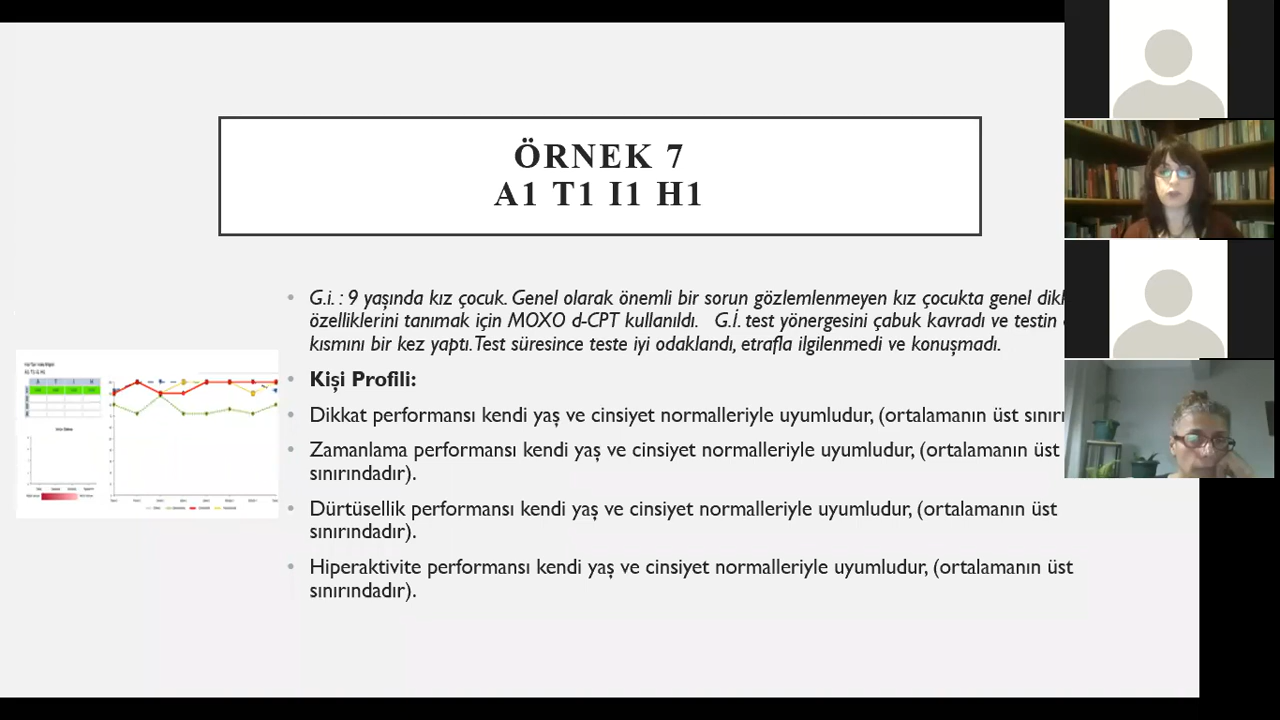 ÖRNEK 7
A1 T1 I1 H1
• G.i. : 9 yaşında kız çocuk. Genel olarak önemli bir sorun gözlemlenmeyen kız çocukta genel
özelliklerini tanımak için MOXO d-CPT kullanıldı. G.İ. test yönergesini çabuk kavradı ve testin
kısmını bir kez yaptı. Test süresince teste iyi odaklandı, etrafla ilgilenmedi ve konuşmadı.
• Kişi Profili:
• Dikkat performansı kendi yaş ve cinsiyet normalleriyle uyumludur, (ortalamanın üst
• Zamanlama performansı kendi yaş ve cinsiyet normalleriyle uyumludur, (ortalamanın üst
sınırındadır).
• Dürtüsellik performansı kendi yaş ve cinsiyet normalleriyle uyumludur, (ortalamanın üst
sınırındadır).
• Hiperaktivite performansı kendi yaş ve cinsiyet normalleriyle uyumludur, (ortalamanın üst
sınırındadır).
A T I H